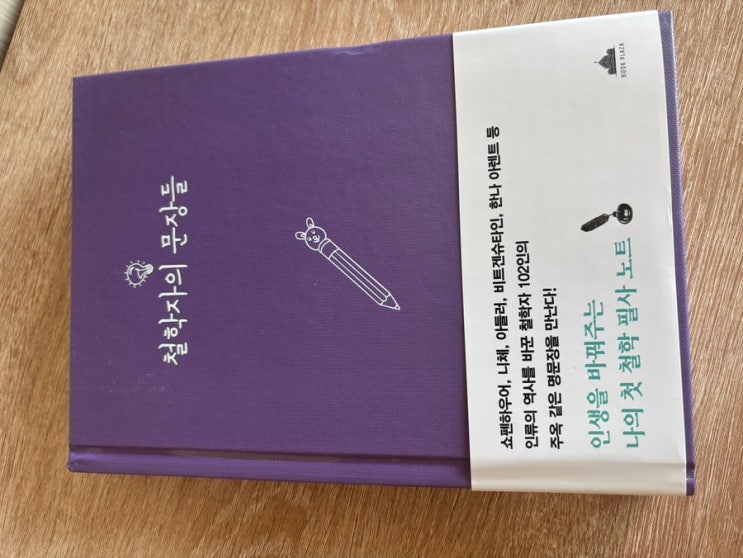 철학자의 문장들
쇼펜하우어, 니체, 아들러, 비트겐슈타인, 한나 아렌트 등
인류의 역사를 바꾼 철학자 102인의
주옥 같은 명문장을 만난다!
인생을 바꿔주는
나의 첫 철학 필사 노트
BOOK PLAZA